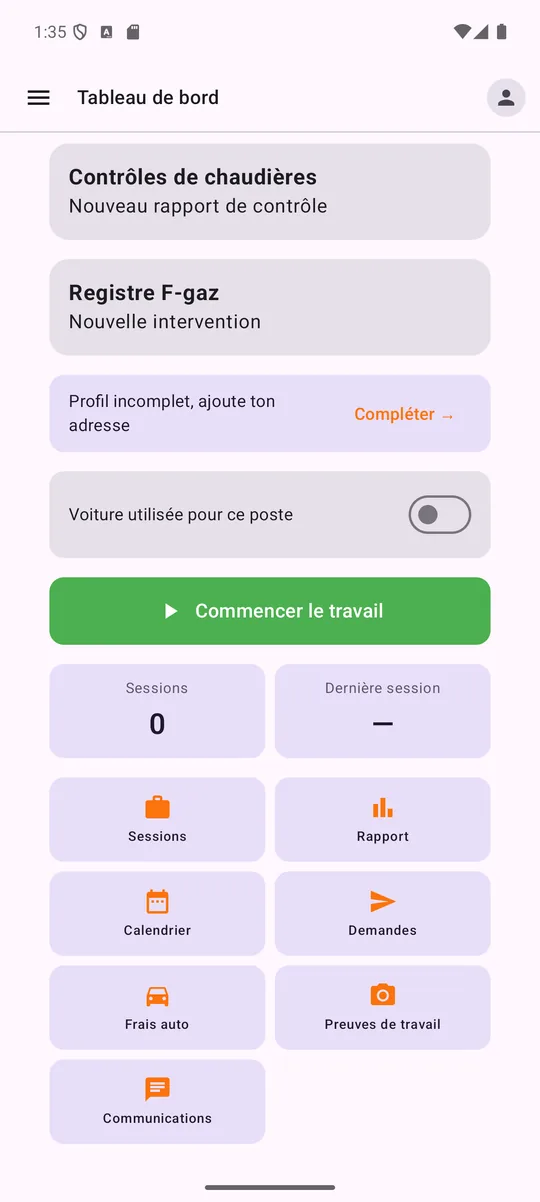 1:35
Tableau de bord
Contrôles de chaudières
Nouveau rapport de contrôle
Registre F-gaz
Nouvelle intervention
Profil incomplet, ajoute ton
adresse
Compléter →
Voiture utilisée pour ce poste
Commencer le travail
Sessions
0
Dernière session
—
Sessions
Rapport
Calendrier
Demandes
Frais auto
Preuves de travail
Communications